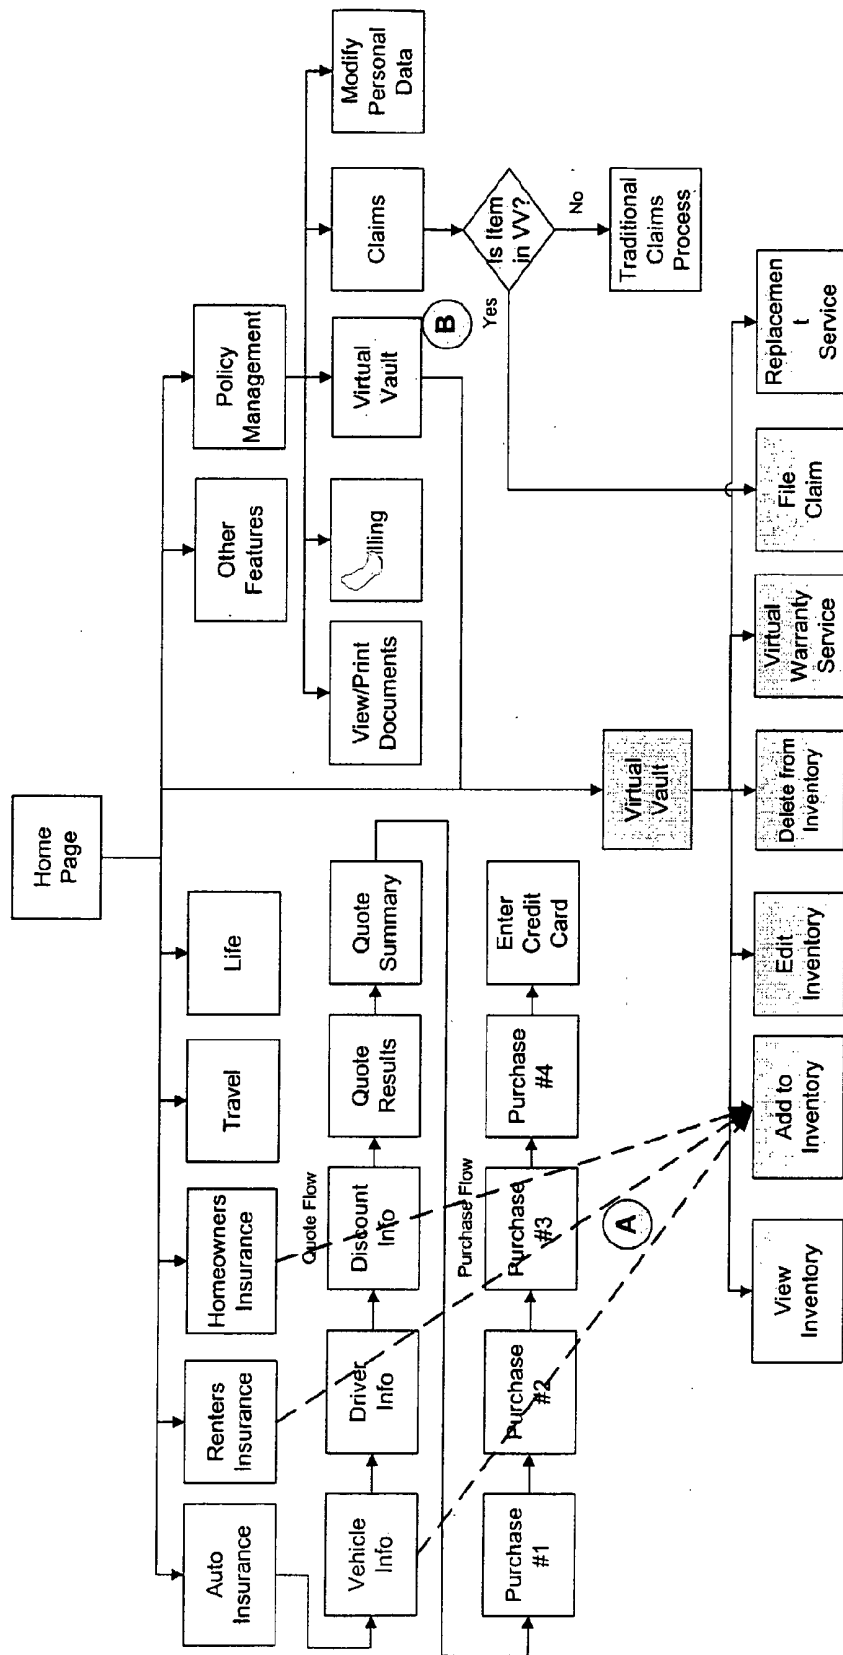 Home
Page
Auto
Insurance
Renters
Insurance
Homeowners
Insurance
Travel
Life
Other
Features
Policy
Management
Quote Flow
Vehicle
Info
Driver
Info
Discount
Info
Quote
Results
Quote
Summary
View/Print
Documents
illing
Virtual
Vault
B
Claims
Modify
Personal
Data
Purchase Flow
Purchase
#1
Purchase
#2
Purchase
#3
Purchase
#4
Enter
Credit
Card
Is Item
in VV?
Yes
No
A
Virtual
Vault
Traditional
Claims
Process
View
Inventory
Add to
Inventory
Edit
Inventory
Delete from
Inventory
Virtual
Warranty
Service
File
Claim
Replacemen
t
Service